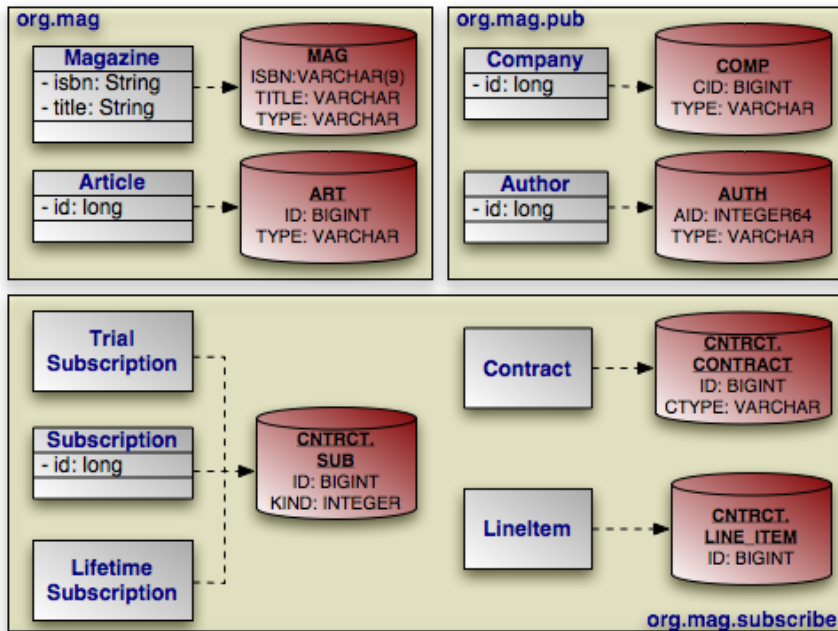 org.mag
Magazine
- isbn: String
- title: String
MAG
ISBN:VARCHAR(9)
TITLE: VARCHAR
TYPE: VARCHAR
Article
- id: long
ART
ID: BIGINT
TYPE: VARCHAR
org.mag.pub
Company
- id: long
COMP
CID: BIGINT
TYPE: VARCHAR
Author
- id: long
AUTH
AID: INTEGER64
TYPE: VARCHAR
Trial
Subscription
Subscription
- id: long
Lifetime
Subscription
CNTRCT.
SUB
ID: BIGINT
KIND: INTEGER
Contract
CNTRCT.
CONTRACT
ID: BIGINT
CTYPE: VARCHAR
LineItem
CNTRCT.
LINE_ITEM
ID: BIGINT
org.mag.subscribe